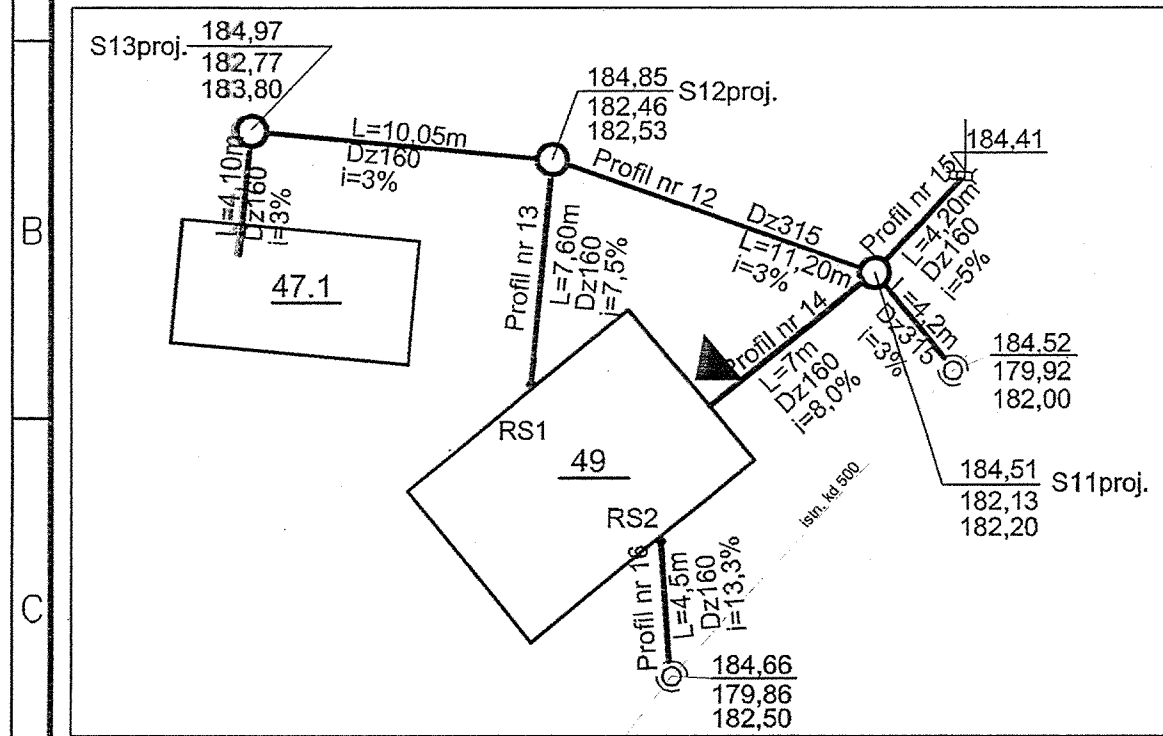 S13proj.
184,97
182,77
183,80
184,85
182,46
182,53
S12proj.
L=10,05m
Dz160
i=3%
L=4,10m
Dz160
i=3%
Profil nr 12
Dz315
L=11,20m
i=3%
184,41
Profil nr 15
L=4,20m
Dz160
i=5%
B
47.1
Profil nr 13
L=7,60m
Dz160
i=7,5%
Profil nr 14
L=7m
Dz160
i=8,0%
L=4,2m
Dz315
i=3%
184.52
179,92
182,00
RS1
49
RS2
184,51
182,13
182,20
S11proj.
istn. kd 500
C
Profil nr 16
L=4,5m
Dz160
i=13,3%
184,66
179,86
182,50